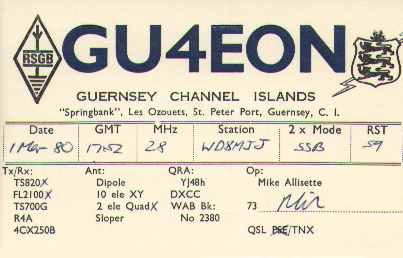 RSGB
GU4EON
GUERNSEY CHANNEL ISLANDS
"Springbank", Les Ozouets, St. Peter Port, Guernsey, C. I.
Date GMT MHz Station 2 x Mode RST
1 Mar 80 1752 28 WD8MJJ SSB 59
Tx/Rx: Ant: QRA: Op:
TS820X Dipole YJ48h Mike Allisette
FL2100X 10 ele XY DXCC
TS700G 2 ele QuadX WAB Bk: 73
R4A Sloper No 2380
4CX250B QSL PSE/TNX